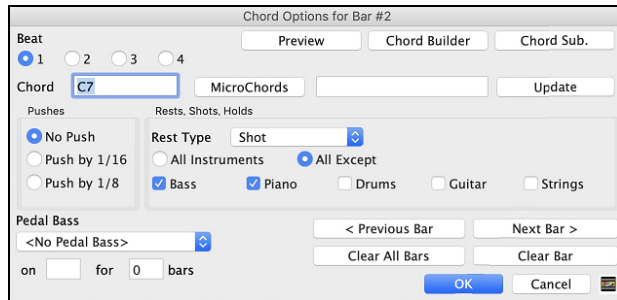 Chord Options for Bar #2
Beat Preview Chord Builder Chord Sub.
1 2 3 4
Chord C7 MicroChords Update
Pushes Rests, Shots, Holds
No Push Rest Type Shot
Push by 1/16 All Instruments All Except
Push by 1/8 Bass Piano Drums Guitar Strings
Pedal Bass < Previous Bar Next Bar >
<No Pedal Bass> Clear All Bars Clear Bar
on for 0 bars OK Cancel